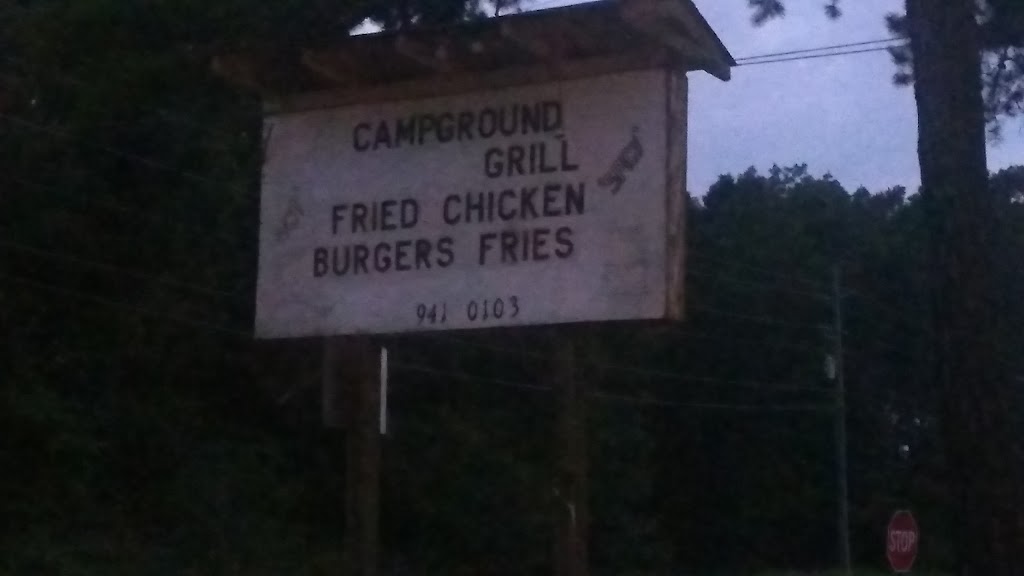 CAMPGROUND
GRILL
FRIED CHICKEN
BURGERS FRIES
941 0103
STOP